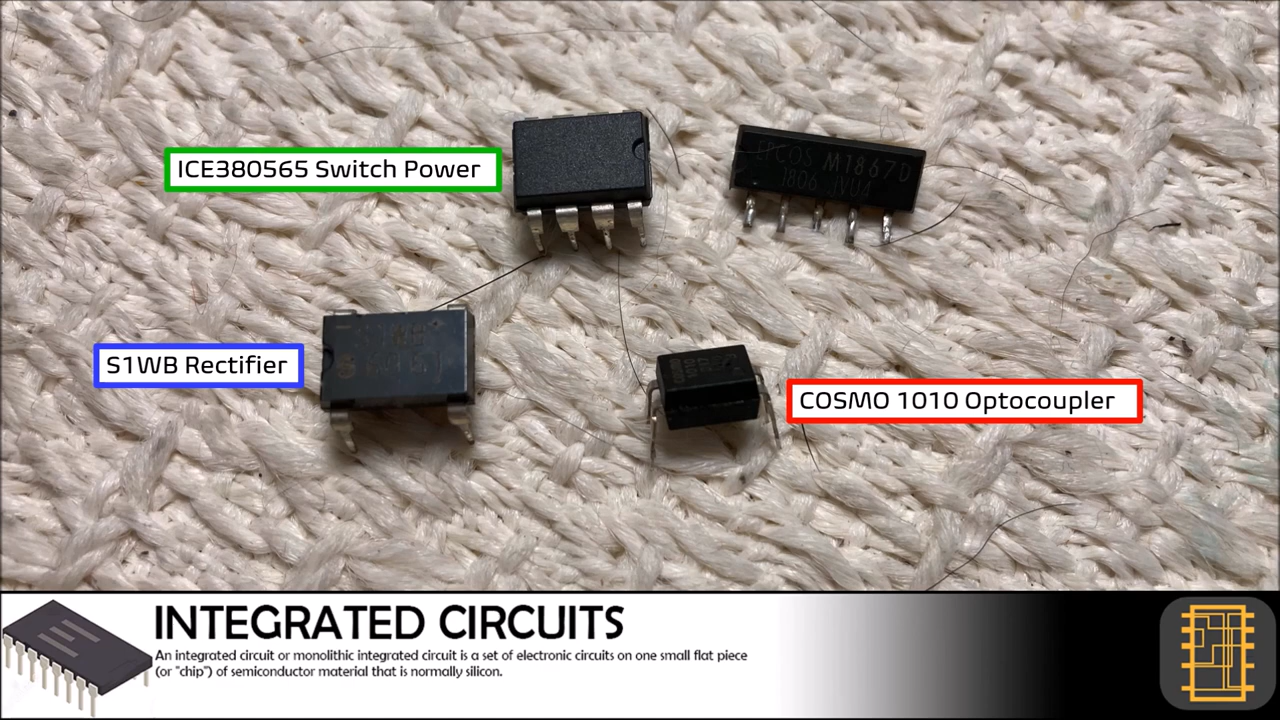 ICE380565 Switch Power
EPCOS M1867D
1806 JV04
S1WB Rectifier
COSMO
1010
COSMO 1010 Optocoupler
INTEGRATED CIRCUITS
An integrated circuit or monolithic integrated circuit is a set of electronic circuits on one small flat piece
(or "chip") of semiconductor material that is normally silicon.